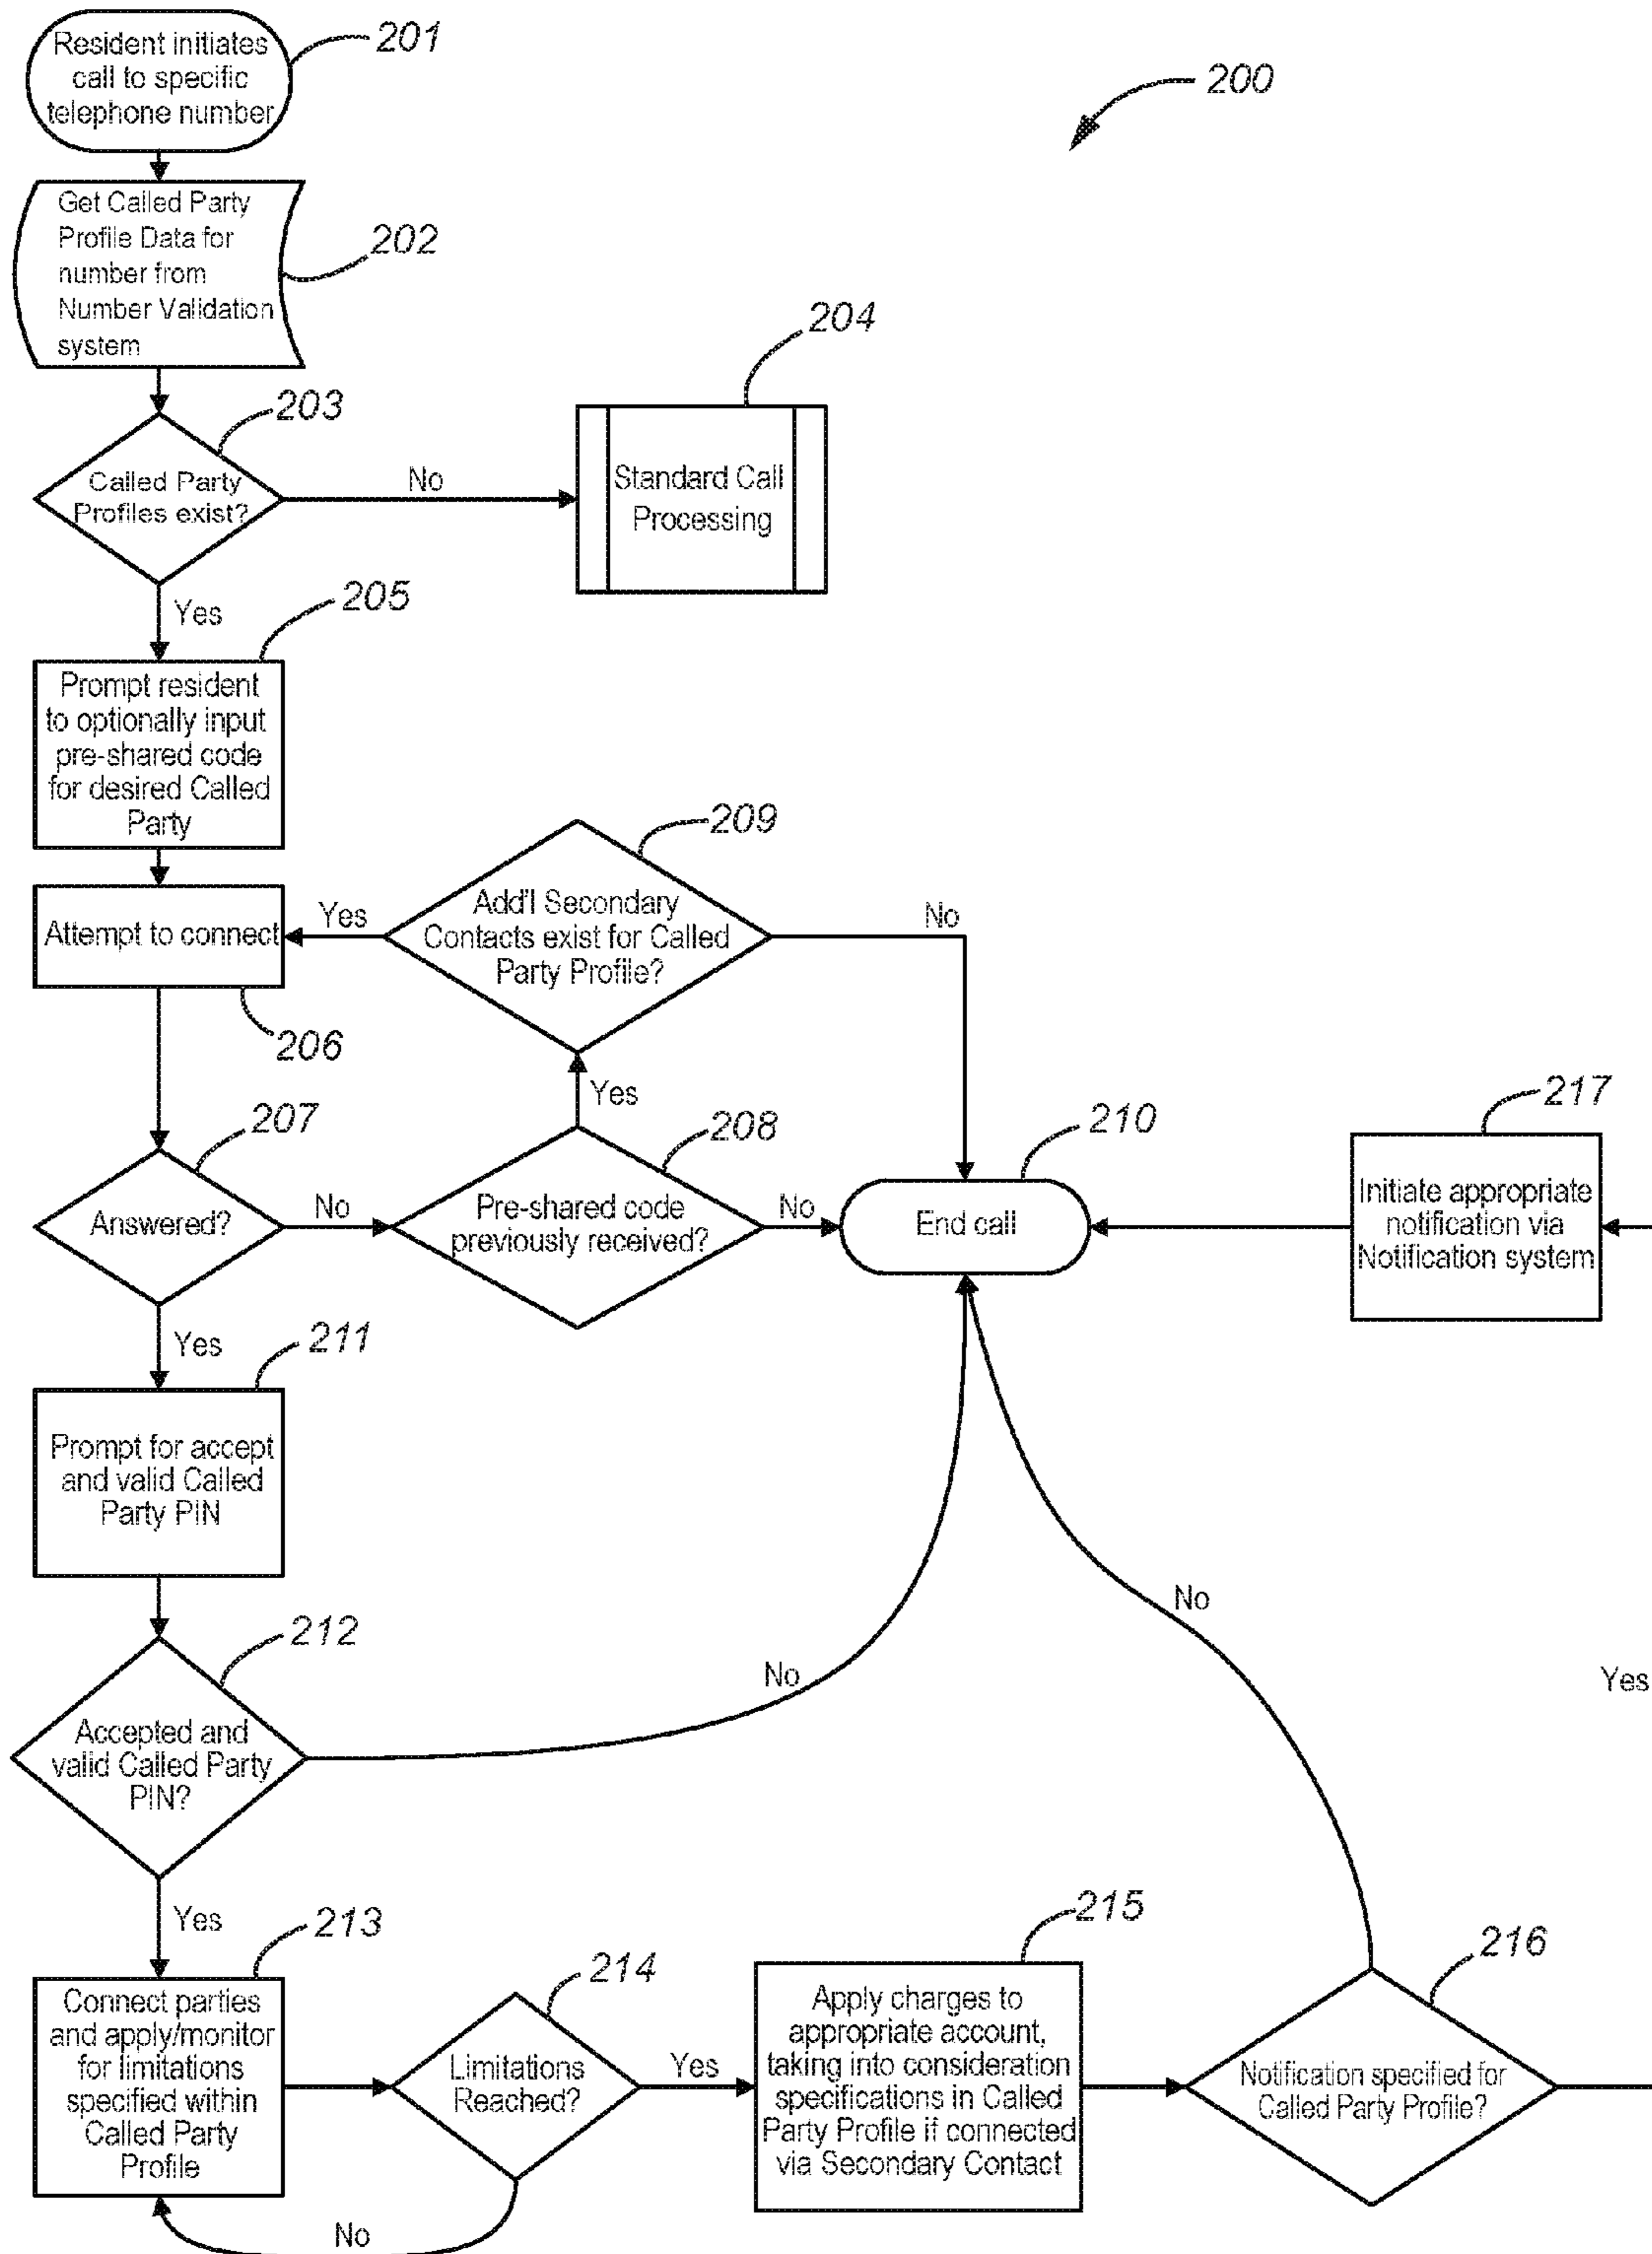 Resident initiates
call to specific
telephone number
201
200
Get Called Party
Profile Data for
number from
Number Validation
system
202
203
Called Party
Profiles exist?
No
204
Standard Call
Processing
Yes
205
Prompt resident
to optionally input
pre-shared code
for desired Called
Party
209
Add'l Secondary
Contacts exist for Called
Party Profile?
Yes
No
Attempt to connect
206
Yes
207
Answered?
No
208
Pre-shared code
previously received?
No
210
End call
217
Initiate appropriate
notification via
Notification system
Yes
211
Prompt for accept
and valid Called
Party PIN
212
Accepted and
valid Called Party
PIN?
No
No
Yes
Yes
213
Connect parties
and apply/monitor
for limitations
specified within
Called Party
Profile
214
Limitations
Reached?
Yes
No
215
Apply charges to
appropriate account,
taking into consideration
specifications in Called
Party Profile if connected
via Secondary Contact
216
Notification specified for
Called Party Profile?